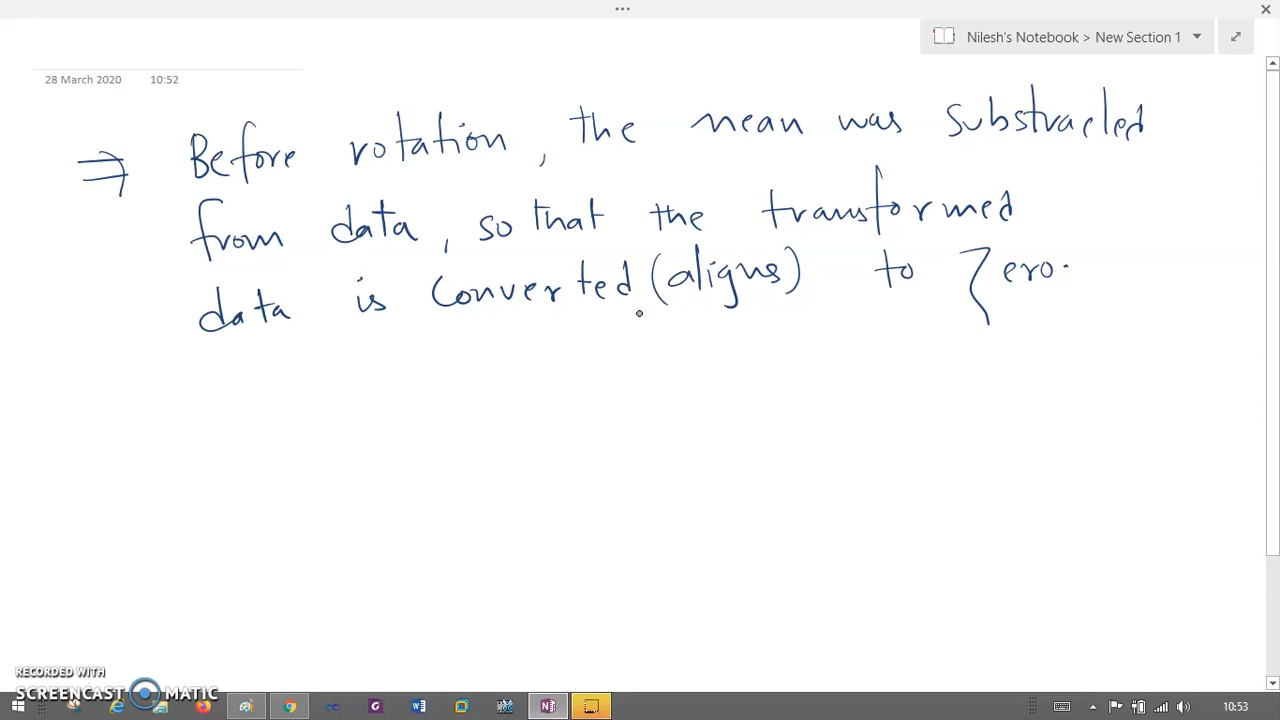 ...
Nilesh's Notebook > New Section 1
28 March 2020 10:52
⇒ Before rotation, the mean was substracted
from data, so that the transformed
data is converted (aligns) to zero.
RECORDED WITH
SCREENCAST MATIC
10:53